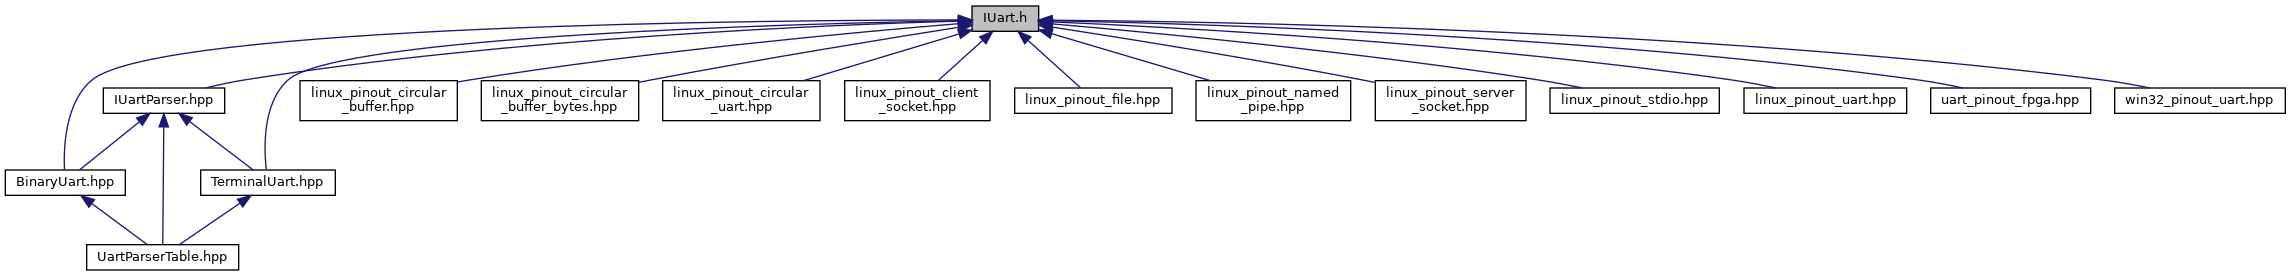 IUart.h
IUartParser.hpp
linux_pinout_circular
_buffer.hpp
linux_pinout_circular
_buffer_bytes.hpp
linux_pinout_circular
_uart.hpp
linux_pinout_client
_socket.hpp
linux_pinout_file.hpp
linux_pinout_named
_pipe.hpp
linux_pinout_server
_socket.hpp
linux_pinout_stdio.hpp
linux_pinout_uart.hpp
uart_pinout_fpga.hpp
win32_pinout_uart.hpp
BinaryUart.hpp
TerminalUart.hpp
UartParserTable.hpp